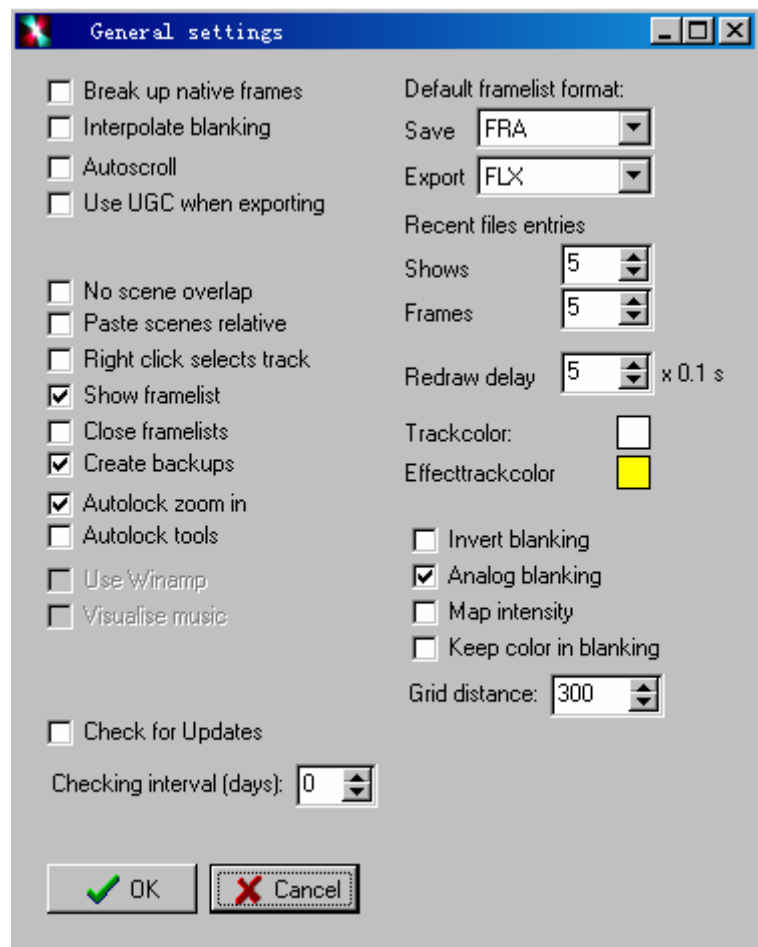 General settings
Break up native frames
Interpolate blanking
Autoscroll
Use UGC when exporting
No scene overlap
Paste scenes relative
Right click selects track
Show framelist
Close framelists
Create backups
Autolock zoom in
Autolock tools
Use Winamp
Visualise music
Check for Updates
Checking interval (days): 0
Default framelist format:
Save FRA
Export FLX
Recent files entries
Shows 5
Frames 5
Redraw delay 5 x 0.1 s
Trackcolor:
Effecttrackcolor
Invert blanking
Analog blanking
Map intensity
Keep color in blanking
Grid distance: 300
OK Cancel